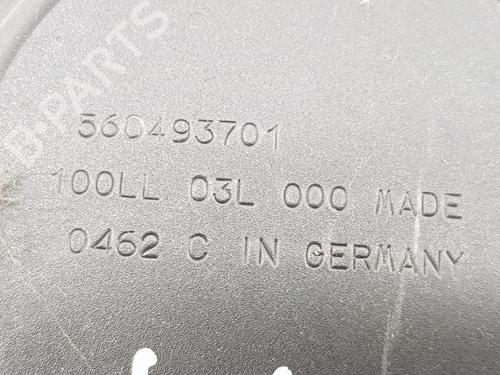 B-PARTS
560493701
100LL 03L 000 MADE
0462 C IN GERMANY